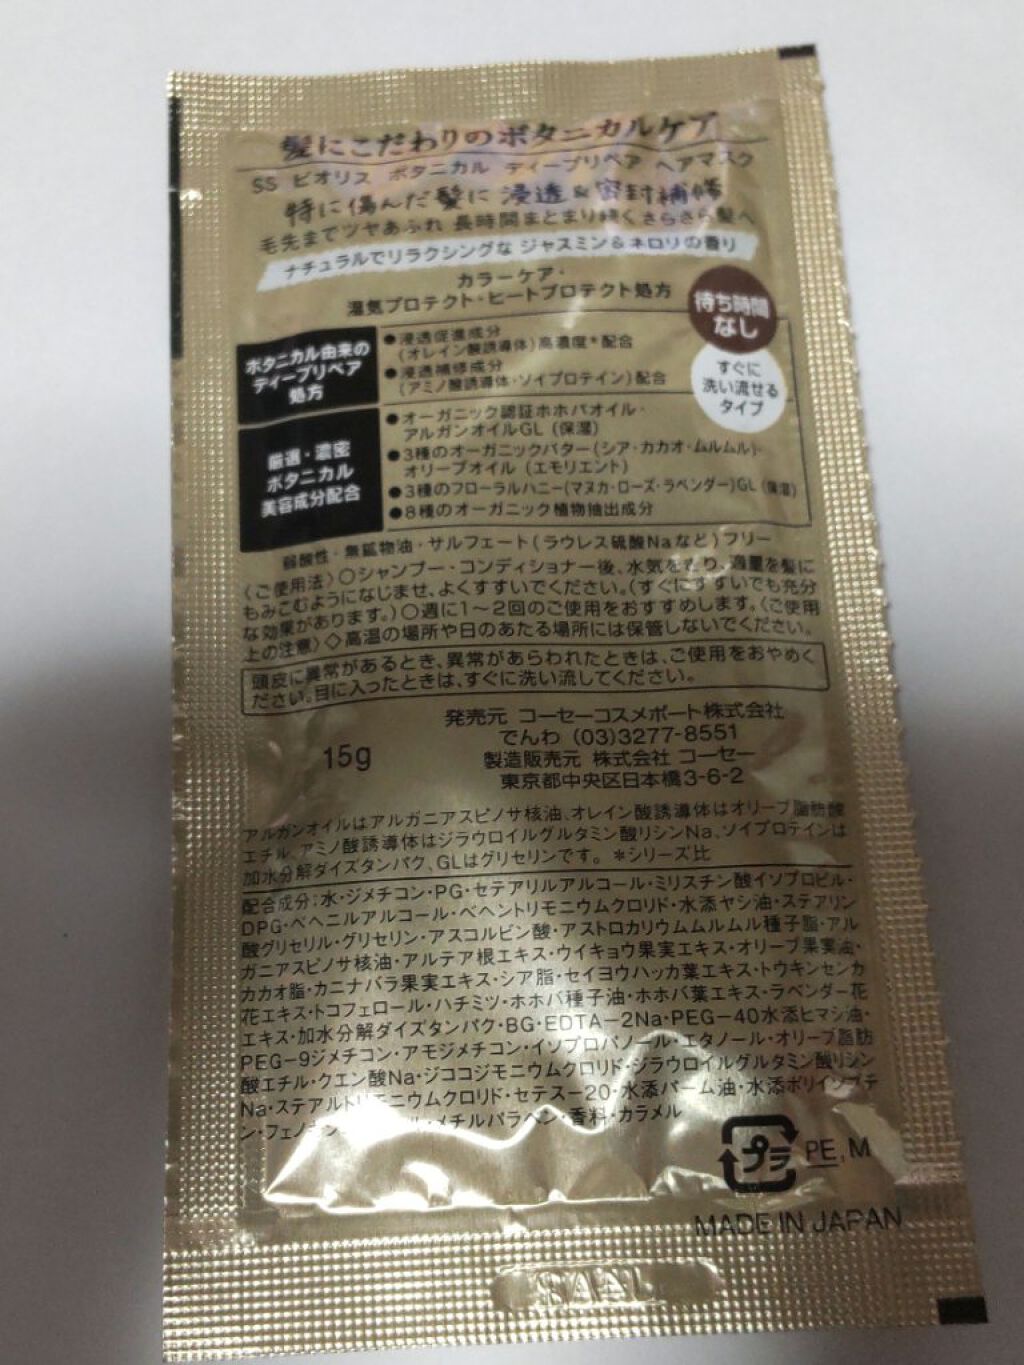 髪にこだわりのボタニカルケア
SS ビオリス ボタニカル ディープリペア ヘアマスク
特に傷んだ髪に 浸透&密封補修
毛先までツヤあふれ 長時間まとまり続くさらさら髪へ
ナチュラルでリラクシングな ジャスミン&ネロリの香り
カラーケア・
湿気プロテクト・ヒートプロテクト処方
待ち時間
なし
すぐに
洗い流せる
タイプ
ボタニカル由来の
ディープリペア
処方
●浸透促進成分
(オレイン酸誘導体)高濃度*配合
●浸透補修成分
(アミノ酸誘導体・ソイプロテイン)配合
厳選・濃密
ボタニカル
美容成分配合
●オーガニック認証ホホバオイル・
アルガンオイルGL (保湿)
●3種のオーガニックバター(シア・カカオ・ムルムル)・
オリーブオイル (エモリエント)
●3種のフローラルハニー(マヌカ・ローズ・ラベンダー)GL (保湿)
●8種のオーガニック植物抽出成分
弱酸性・無鉱物油・サルフェート(ラウレス硫酸Naなど)フリー
〈ご使用法〉○シャンプー・コンディショナー後、水気をきり、適量を髪に
もみこむようになじませ、よくすすいでください。(すぐにすすいでも充分
な効果があります。)○週に1〜2回のご使用をおすすめします。〈ご使用
上の注意〉◇高温の場所や日のあたる場所には保管しないでください。
頭皮に異常があるとき、異常があらわれたときは、ご使用をおやめく
ださい。目に入ったときは、すぐに洗い流してください。
発売元 コーセーコスメポート株式会社
でんわ (03)3277-8551
15g
製造販売元 株式会社 コーセー
東京都中央区日本橋3-6-2
アルガンオイルはアルガニアスピノサ核油、オレイン酸誘導体はオリーブ脂肪酸
エチル、アミノ酸誘導体はジラウロイルグルタミン酸リシンNa、ソイプロテインは
加水分解ダイズタンパク、GLはグリセリンです。 *シリーズ比
配合成分:水・ジメチコン・PG・セテアリルアルコール・ミリスチン酸イソプロピル・
DPG・ベヘニルアルコール・ベヘントリモニウムクロリド・水添ヤシ油・ステアリン
酸グリセリル・グリセリン・アスコルビン酸・アストロカリウムムルムル種子脂・アル
ガニアスピノサ核油・アルテア根エキス・ウイキョウ果実エキス・オリーブ果実油・
カカオ脂・カニナバラ果実エキス・シア脂・セイヨウハッカ葉エキス・トウキンセンカ
花エキス・トコフェロール・ハチミツ・ホホバ種子油・ホホバ葉エキス・ラベンダー花
エキス・加水分解ダイズタンパク・BG・EDTA-2Na・PEG-40水添ヒマシ油・
PEG-9ジメチコン・アモジメチコン・イソプロパノール・エタノール・オリーブ脂肪
酸エチル・クエン酸Na・ジココジモニウムクロリド・ジラウロイルグルタミン酸リシン
Na・ステアルトリモニウムクロリド・セテス-20・水添パーム油・水添ポリイソブテ
ン・フェノ ル・メチルパラベン・香料・カラメル
プラ
PE, M
MADE IN JAPAN